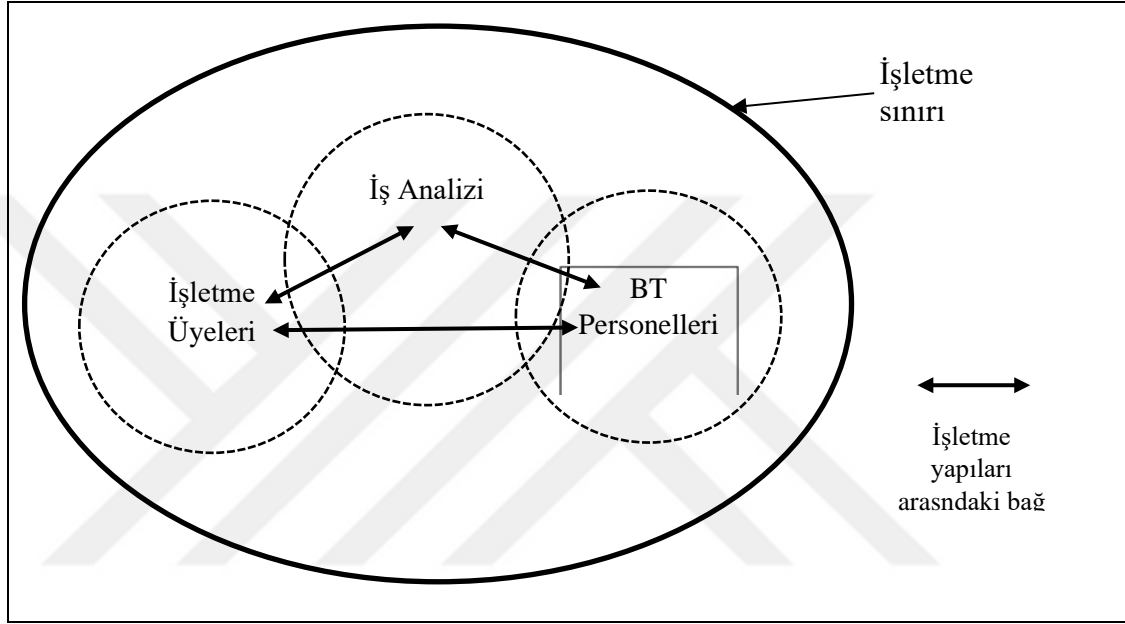 İşletme
sınırı
İş Analizi
İşletme
Üyeleri
BT
Personelleri
İşletme
yapıları
arasndaki bağ